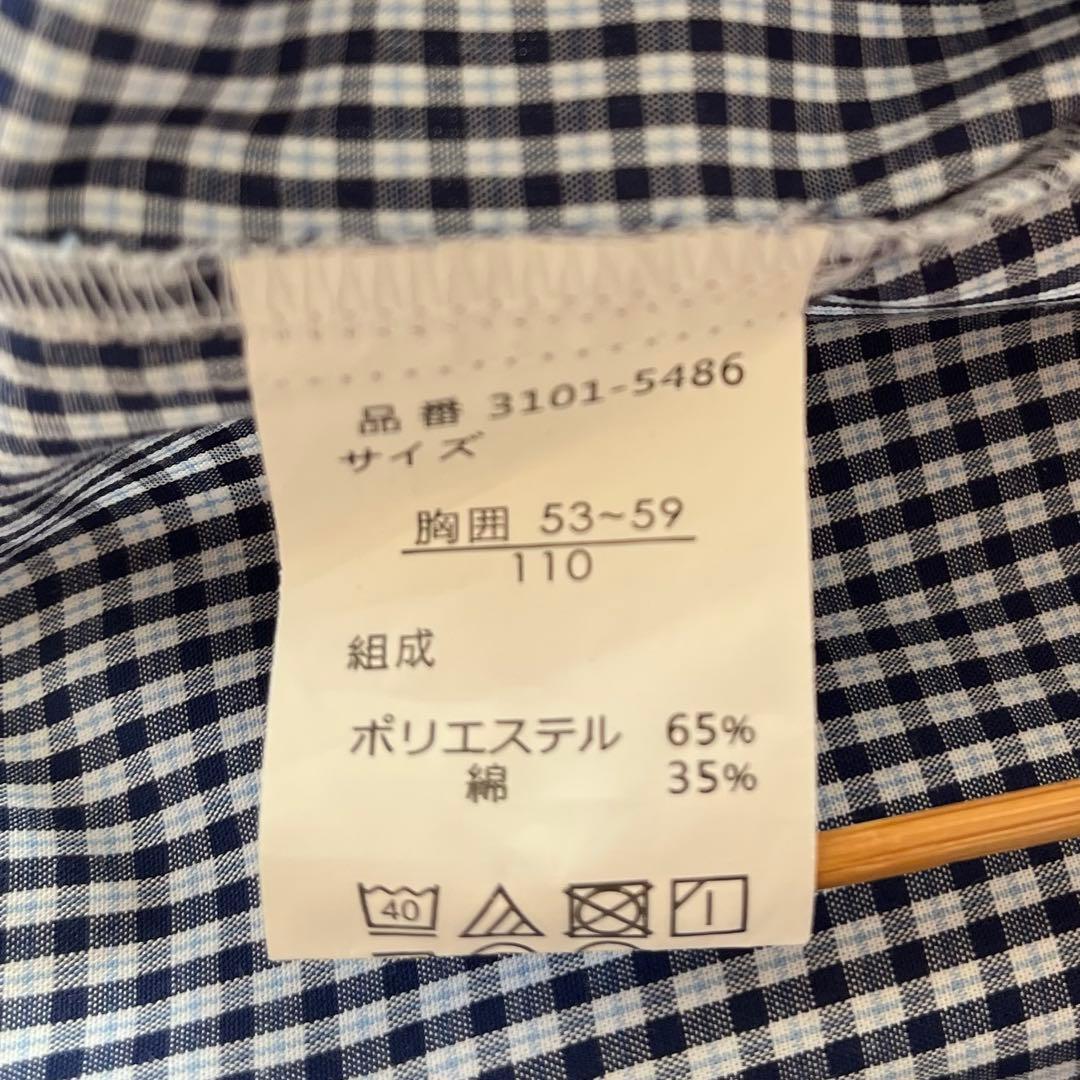 品番 3101-5486
サイズ
胸囲 53~59
110
組成
ポリエステル 65%
綿 35%
40